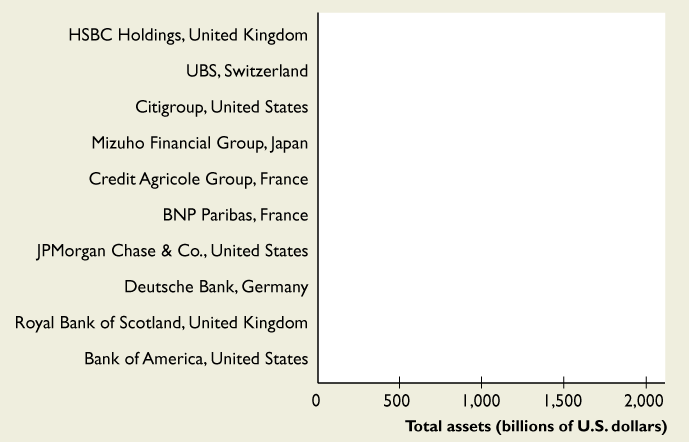 HSBC Holdings, United Kingdom
UBS, Switzerland
Citigroup, United States
Mizuho Financial Group, Japan
Credit Agricole Group, France
BNP Paribas, France
JPMorgan Chase & Co., United States
Deutsche Bank, Germany
Royal Bank of Scotland, United Kingdom
Bank of America, United States
0 500 1,000 1,500 2,000
Total assets (billions of U.S. dollars)